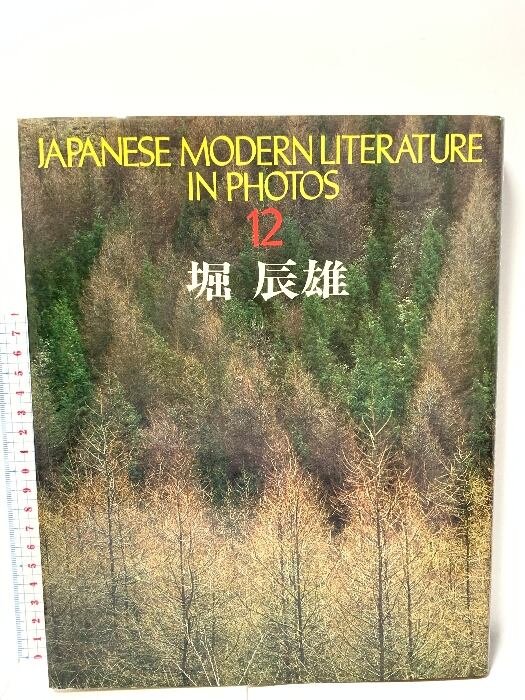 JAPANESE MODERN LITERATURE
IN PHOTOS
12
堀 辰雄